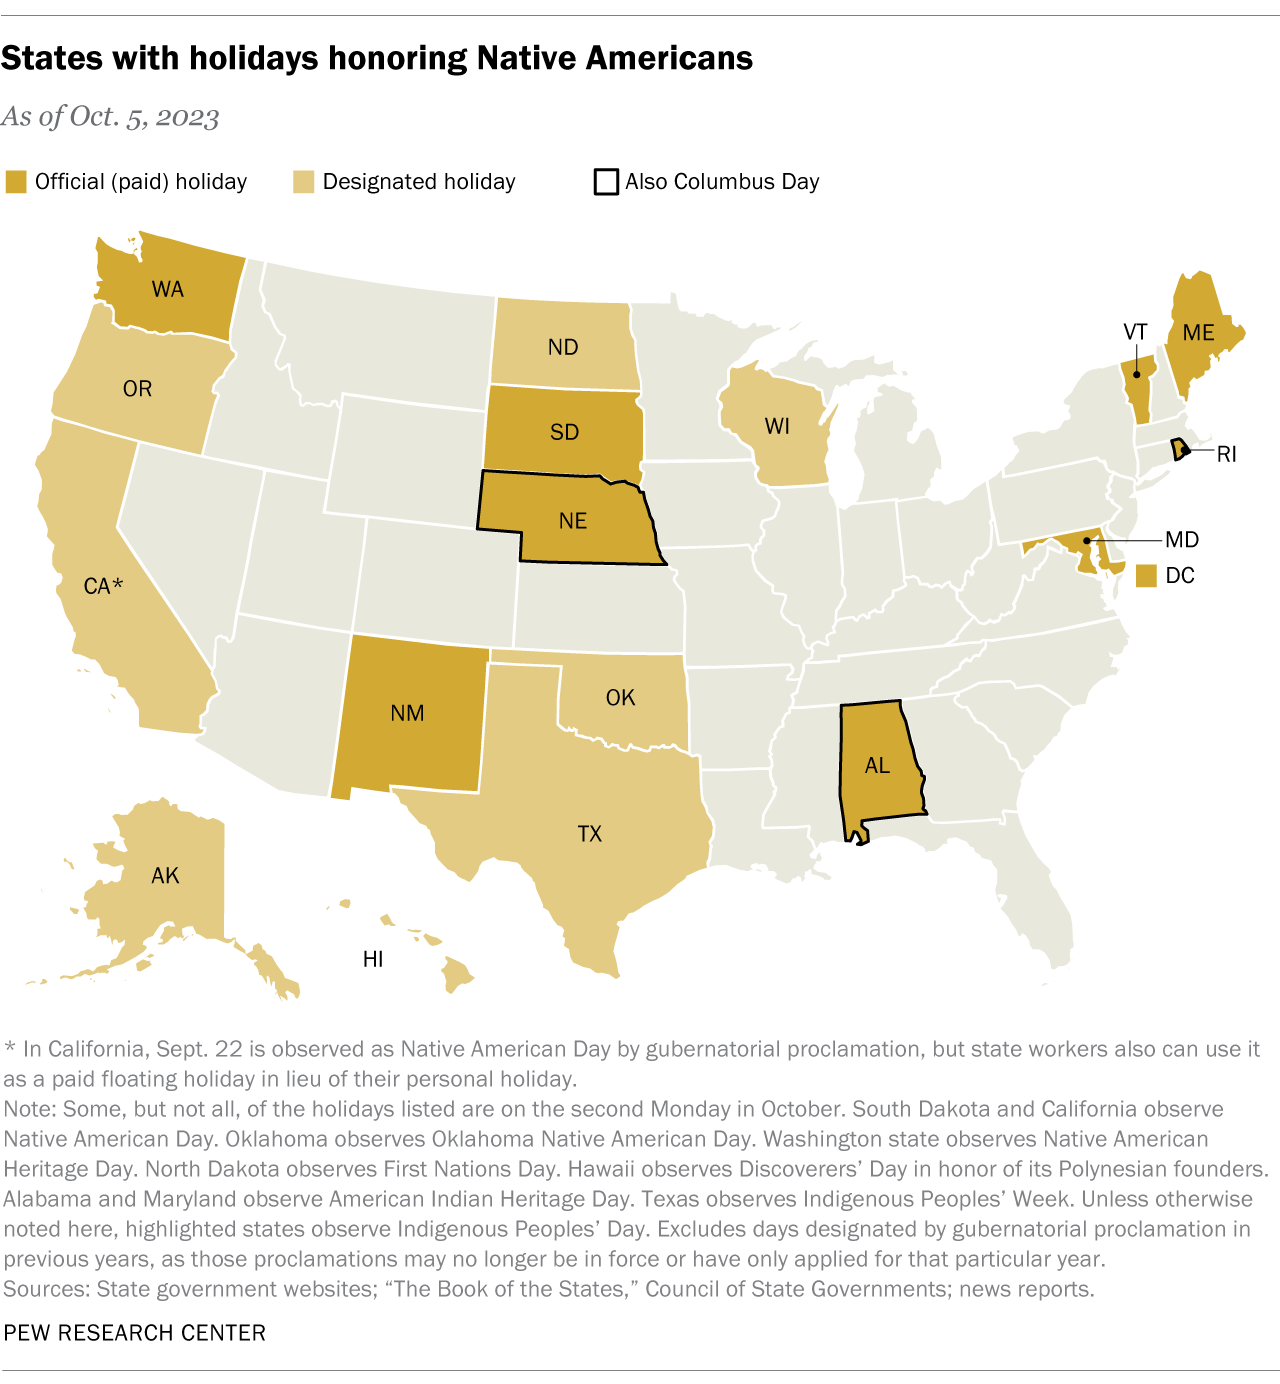 States with holidays honoring Native Americans
As of Oct. 5, 2023
Official (paid) holiday
Designated holiday
Also Columbus Day
WA
OR
CA*
ND
SD
NE
WI
VT
ME
RI
MD
DC
NM
OK
TX
AL
AK
HI
* In California, Sept. 22 is observed as Native American Day by gubernatorial proclamation, but state workers also can use it
as a paid floating holiday in lieu of their personal holiday.
Note: Some, but not all, of the holidays listed are on the second Monday in October. South Dakota and California observe
Native American Day. Oklahoma observes Oklahoma Native American Day. Washington state observes Native American
Heritage Day. North Dakota observes First Nations Day. Hawaii observes Discoverers’ Day in honor of its Polynesian founders.
Alabama and Maryland observe American Indian Heritage Day. Texas observes Indigenous Peoples’ Week. Unless otherwise
noted here, highlighted states observe Indigenous Peoples’ Day. Excludes days designated by gubernatorial proclamation in
previous years, as those proclamations may no longer be in force or have only applied for that particular year.
Sources: State government websites; “The Book of the States,” Council of State Governments; news reports.
PEW RESEARCH CENTER